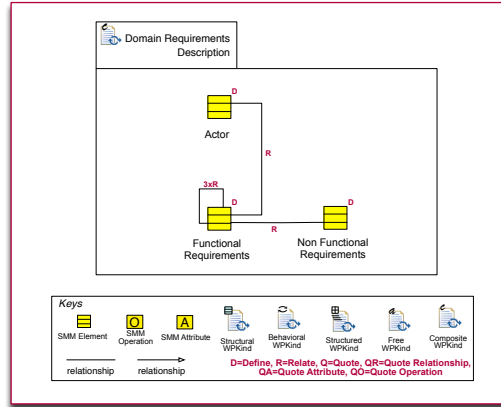 Domain Requirements
Description
D
Actor
R
3xR
D
D
R
Functional
Requirements
Non Functional
Requirements
Keys
SMM Element
O
SMM
Operation
A
SMM Attribute
Structural
WPKind
Behavioral
WPKind
Structured
WPKind
Free
WPKind
Composite
WPKind
relationship
relationship
D=Define, R=Relate, Q=Quote, QR=Quote Relationship,
QA=Quote Attribute, QO=Quote Operation